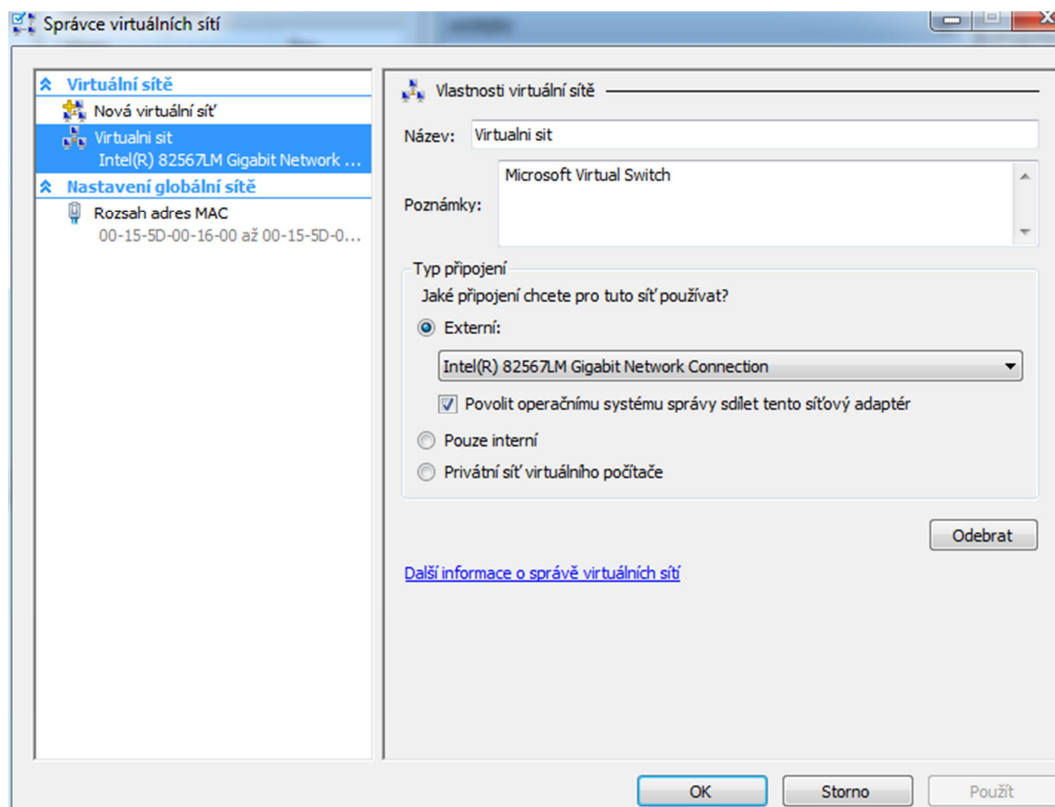 Správce virtuálních sítí
Virtuální sítě
Nová virtuální síť
Virtualni sit
Intel(R) 82567LM Gigabit Network ...
Nastavení globální sítě
Rozsah adres MAC
00-15-5D-00-16-00 až 00-15-5D-0...
Vlastnosti virtuální sítě
Název: Virtualni sit
Poznámky: Microsoft Virtual Switch
Typ připojení
Jaké připojení chcete pro tuto síť používat?
Externí:
Intel(R) 82567LM Gigabit Network Connection
Povolit operačnímu systému správy sdílet tento síťový adaptér
Pouze interní
Privátní síť virtuálního počítače
Odebrat
Další informace o správě virtuálních sítí
OK Storno Použít